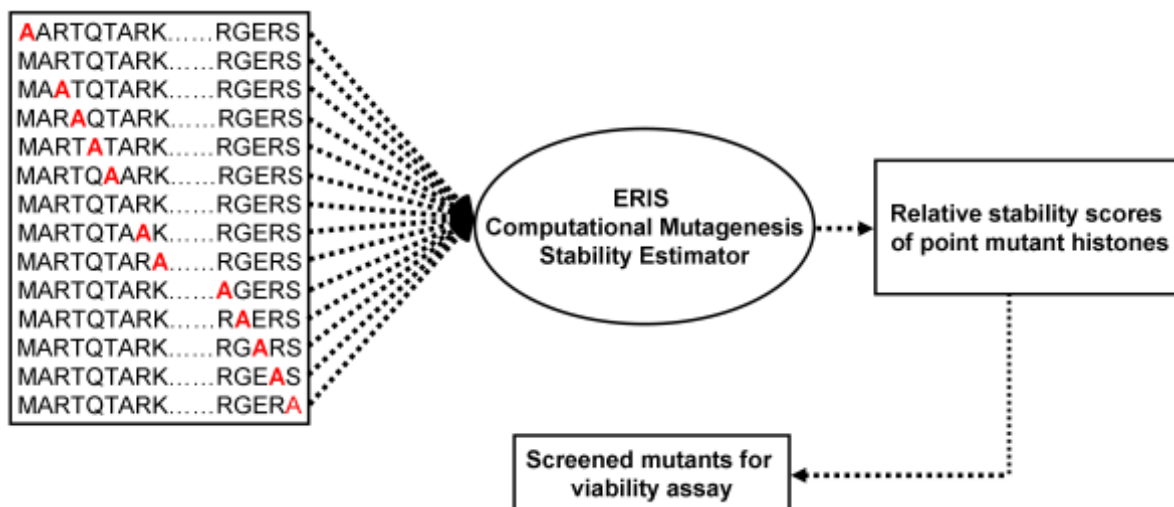 AARTQTARK......RGERS
MARTQTARK......RGERS
MAATQTARK......RGERS
MARAQTARK......RGERS
MARTATARK......RGERS
MARTQAARK......RGERS
MARTQTARK......RGERS
MARTQTAAK......RGERS
MARTQTARA......RGERS
MARTQTARK......AGERS
MARTQTARK......RAERS
MARTQTARK......RGARS
MARTQTARK......RGEAS
MARTQTARK......RGERA
ERIS
Computational Mutagenesis
Stability Estimator
Relative stability scores
of point mutant histones
Screened mutants for
viability assay